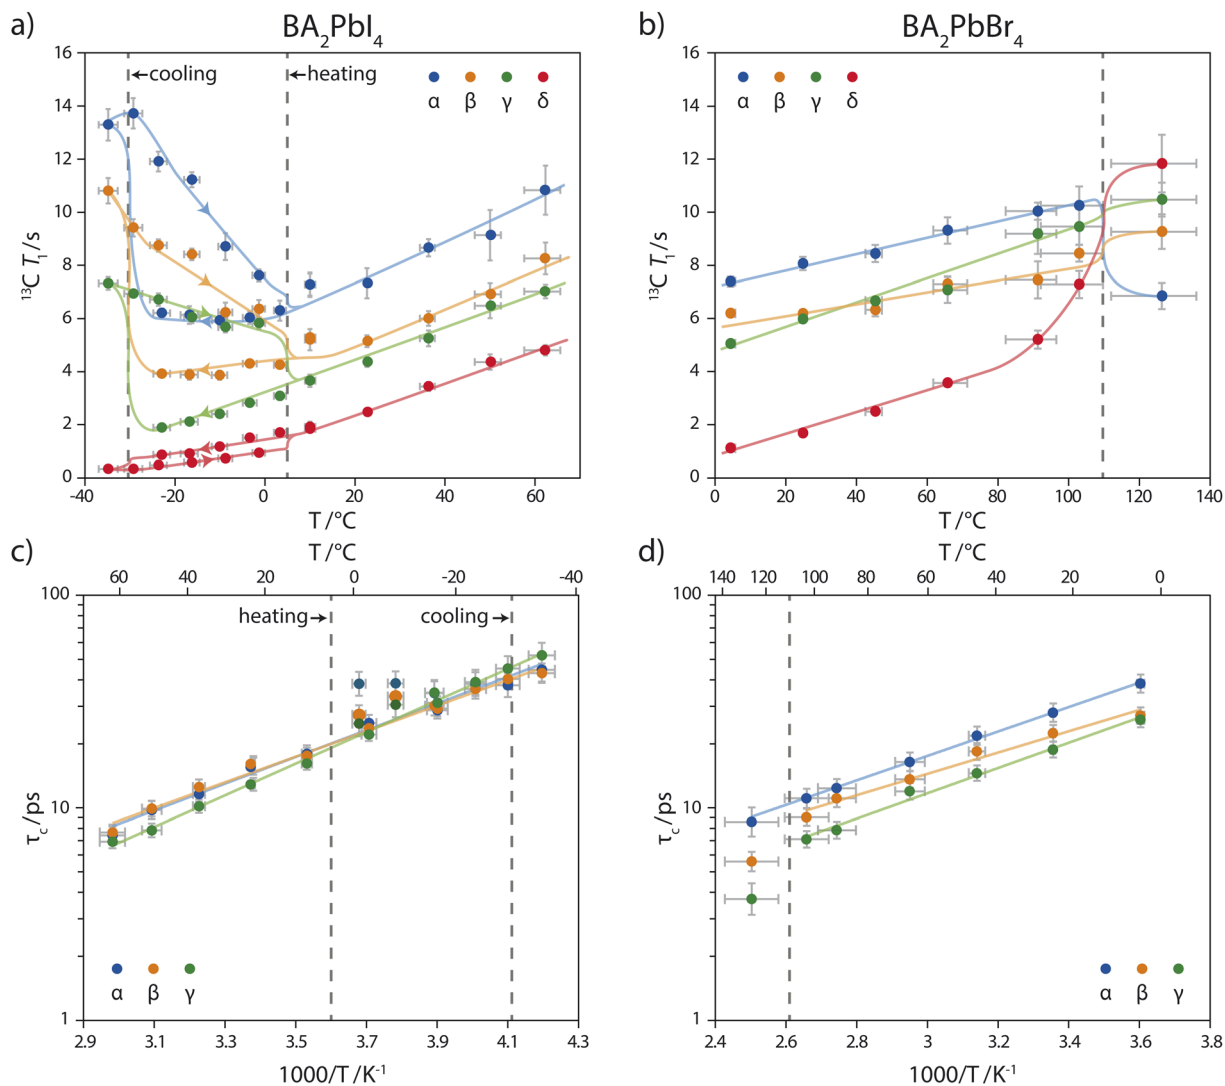 a)
BA₂PbI₄
¹³C T₁ / s
16
14
12
10
8
6
4
2
0
←cooling
←heating
α β γ δ
-40 -20 0 20 40 60
T /°C
b)
BA₂PbBr₄
¹³C T₁ / s
16
14
12
10
8
6
4
2
0
α β γ δ
0 20 40 60 80 100 120 140
T /°C
c)
T /°C
60 50 40 20 10 0 -20 -40
τc /ps
100
10
1
heating→
cooling→
α β γ
2.9 3.1 3.3 3.5 3.7 3.9 4.1 4.3
1000/T /K⁻¹
d)
T /°C
140 120 100 90 80 60 40 20 0
τc /ps
100
10
1
α β γ
2.4 2.6 2.8 3 3.2 3.4 3.6 3.8
1000/T /K⁻¹